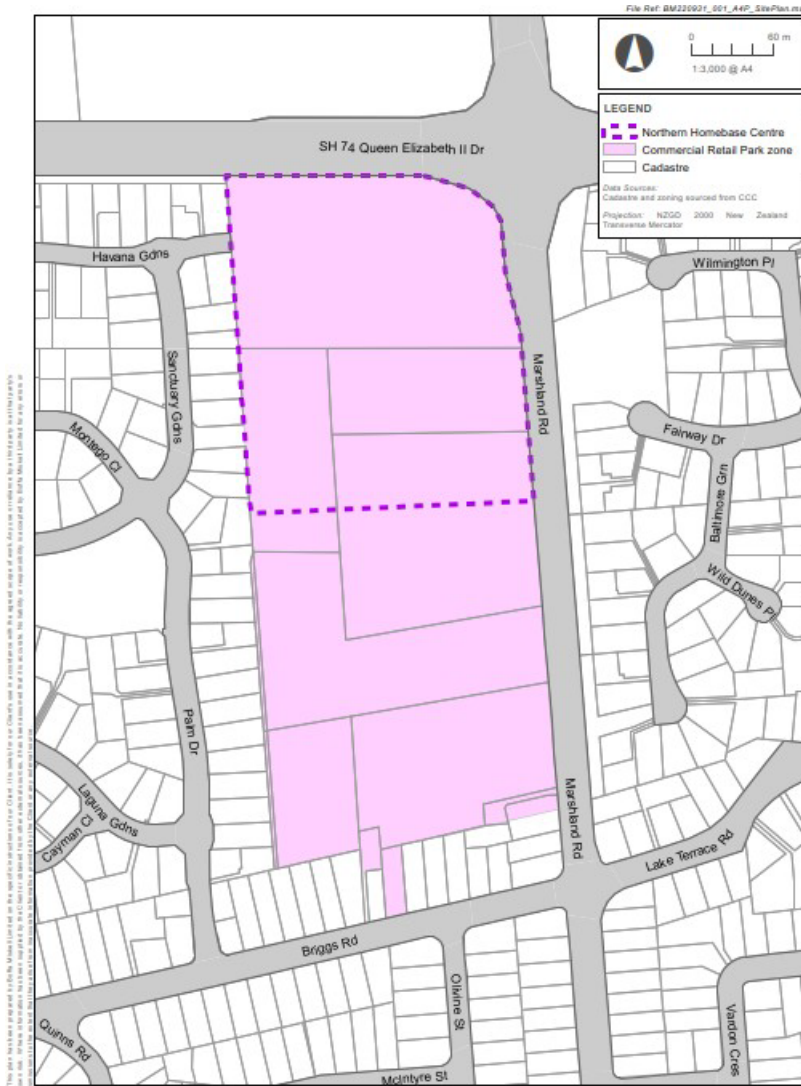 File Ref: BM220931_001_A4P_SitePlan.mx
0 60 m
1:3,000 @ A4
LEGEND
Northern Homebase Centre
Commercial Retail Park zone
Cadastre
Data Sources:
Cadastre and zoning sourced from CCC
Projection: NZGD 2000 New Zealand
Transverse Mercator
SH 74 Queen Elizabeth II Dr
Havana Gdns
Wilmington Pl
Sanctuary Gdns
Marshland Rd
Montego Cl
Fairway Dr
Baltimore Grn
Wild Dunes Pl
Palm Dr
Laguna Gdns
Cayman Cl
Marshland Rd
Lake Terrace Rd
Briggs Rd
Olivine St
Quinns Rd
McIntyre St
Vardon Cres